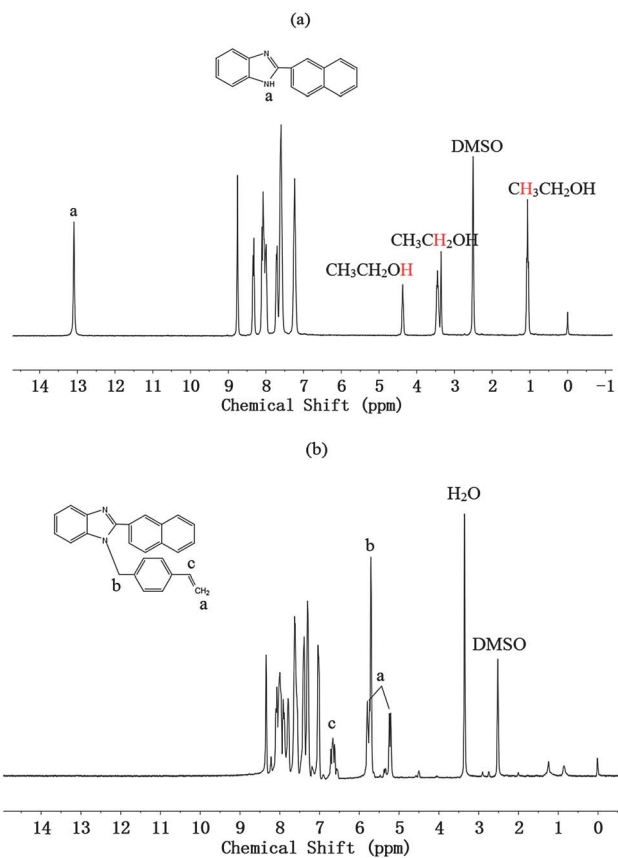 (a)
N
NH
a
DMSO
CH3CH2OH
a
CH3CH2OH
CH3CH2OH
14 13 12 11 10 9 8 7 6 5 4 3 2 1 0 -1
Chemical Shift (ppm)
(b)
H2O
N
N
b
c
b
CH2
a
DMSO
a
c
14 13 12 11 10 9 8 7 6 5 4 3 2 1 0
Chemical Shift (ppm)